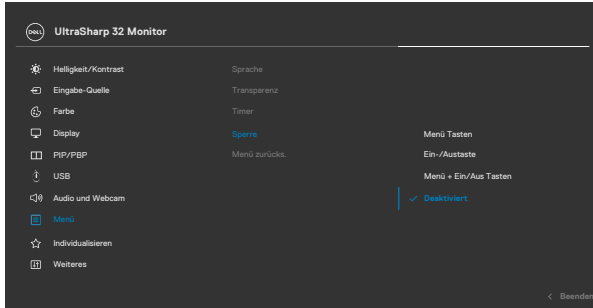 DELL UltraSharp 32 Monitor
Helligkeit/Kontrast Sprache
Eingabe-Quelle Transparenz
Farbe Timer
Display Sperre Menü Tasten
PIP/PBP Menü zurücks. Ein-/Austaste
USB Menü + Ein/Aus Tasten
Audio und Webcam Deaktiviert
Menü
Individualisieren
Weiteres
Beenden